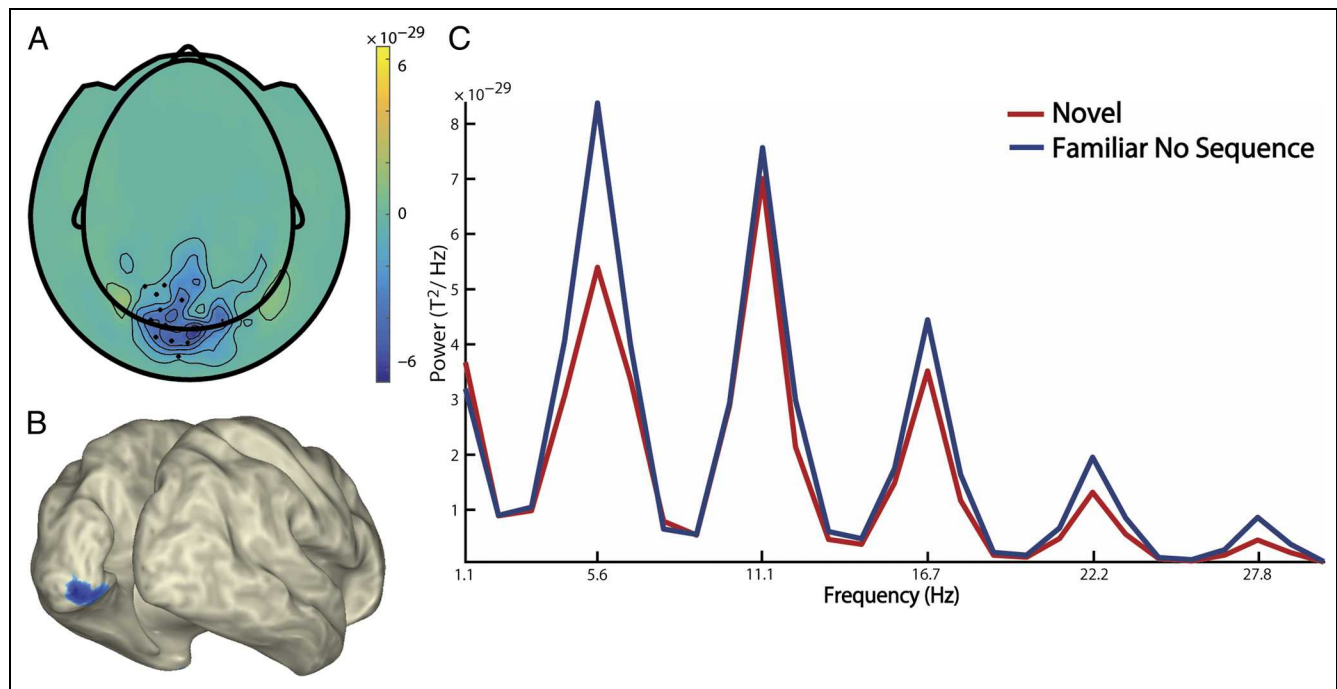 A
×10⁻²⁹
6
0
−6
B
C
×10⁻²⁹
8
7
6
5
4
3
2
1
Power (T²/ Hz)
Novel
Familiar No Sequence
1.1 5.6 11.1 16.7 22.2 27.8
Frequency (Hz)